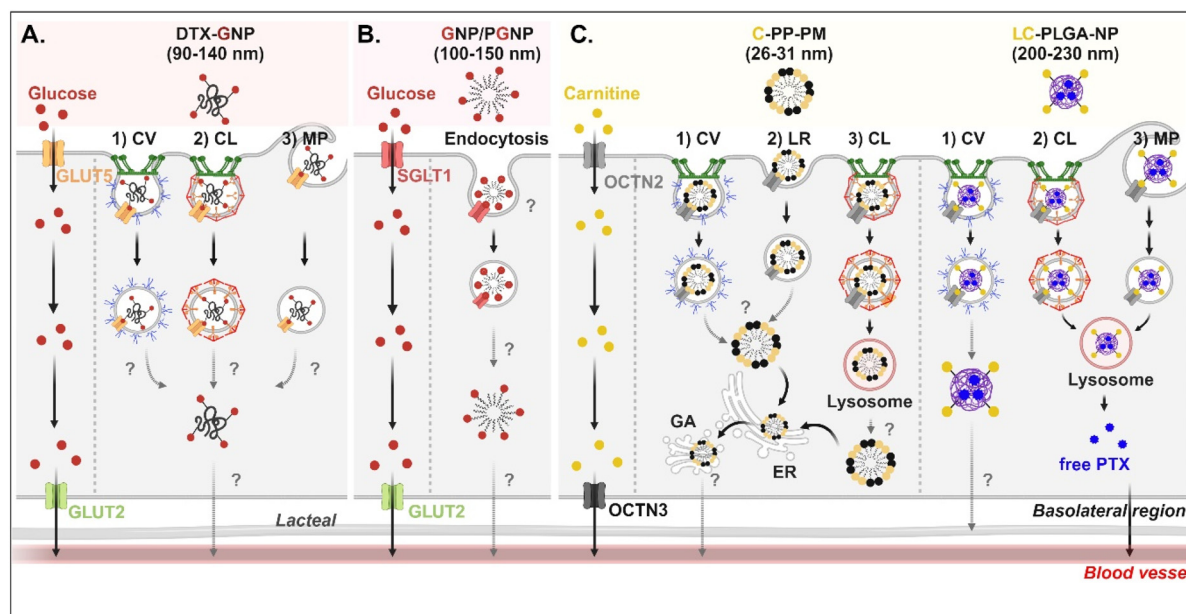 A.
DTX-GNP
(90-140 nm)
Glucose
1) CV
2) CL
3) MP
GLUT5
?
?
?
?
GLUT2
Lacteal
B.
GNP/PGNP
(100-150 nm)
Glucose
Endocytosis
SGLT1
?
?
?
GLUT2
C.
C-PP-PM
(26-31 nm)
LC-PLGA-NP
(200-230 nm)
Carnitine
1) CV
2) LR
3) CL
1) CV
2) CL
3) MP
OCTN2
?
Lysosome
Lysosome
GA
?
ER
free PTX
?
?
OCTN3
Basolateral region
Blood vesse